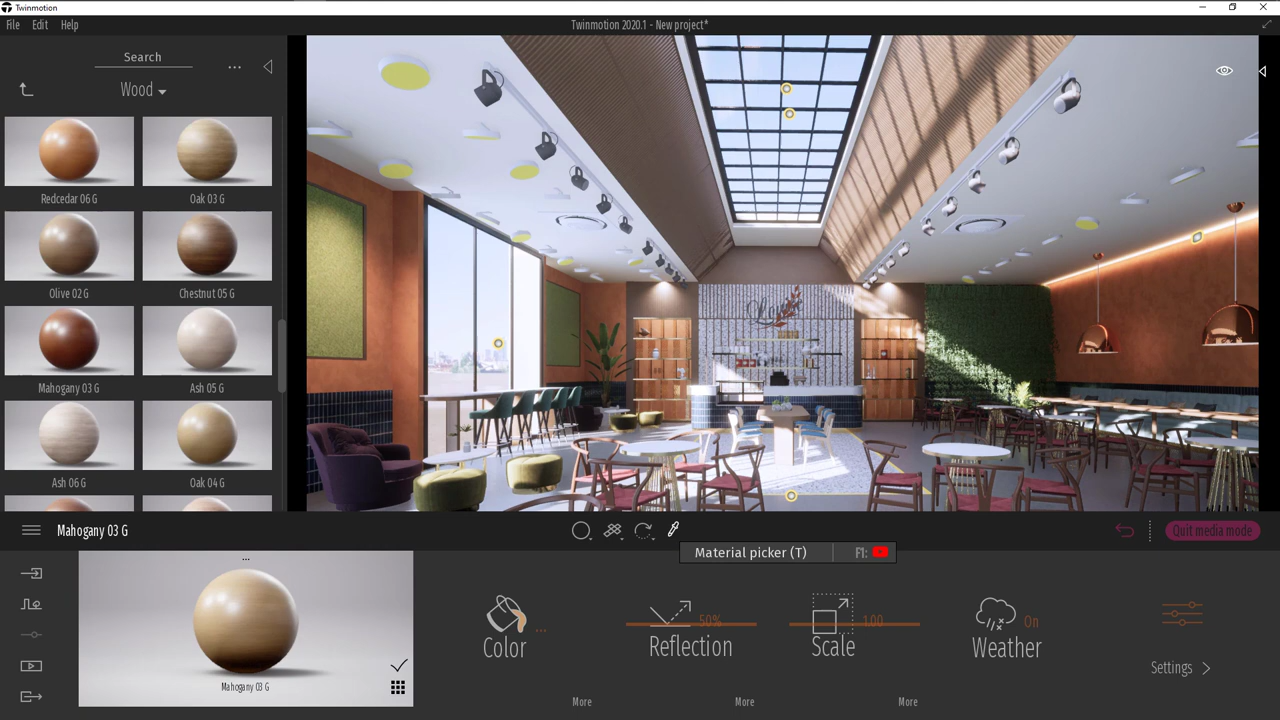 Twinmotion
File Edit Help
Twinmotion 2020.1 - New project*
Search
...
Wood
Redcedar 06 G
Oak 03 G
Olive 02 G
Chestnut 05 G
Mahogany 03 G
Ash 05 G
Ash 06 G
Oak 04 G
Mahogany 03 G
Quit media mode
Material picker (T)
F1:
...
Mahogany 03 G
Color
...
More
50%
Reflection
More
1.00
Scale
More
On
Weather
Settings